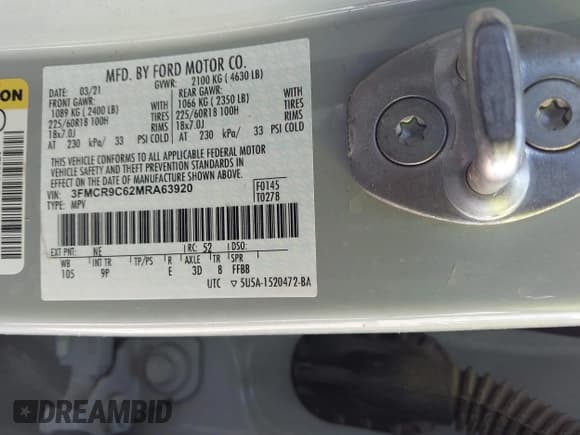 MFD. BY FORD MOTOR CO.
DATE: 03/21 GVWR: 2100 KG ( 4630 LB)
FRONT GAWR: REAR GAWR:
1089 KG ( 2400 LB) WITH 1066 KG ( 2350 LB) WITH
225/60R18 100H TIRES 225/60R18 100H TIRES
18x7.0J RIMS 18x7.0J RIMS
AT 230 kPa/ 33 PSI COLD AT 230 kPa/ 33 PSI COLD
THIS VEHICLE CONFORMS TO ALL APPLICABLE FEDERAL MOTOR
VEHICLE SAFETY AND THEFT PREVENTION STANDARDS IN
EFFECT ON THE DATE OF MANUFACTURE SHOWN ABOVE.
VIN: 3FMCR9C62MRA63920 F0145
TYPE: MPV T0278
EXT PNT: NE RC: 52 DSO:
WB INT TR TP/PS R AXLE TR SPR
105 9P E 3D 8 FFBB
UTC ▽5U5A-1520472-BA
DREAMBID